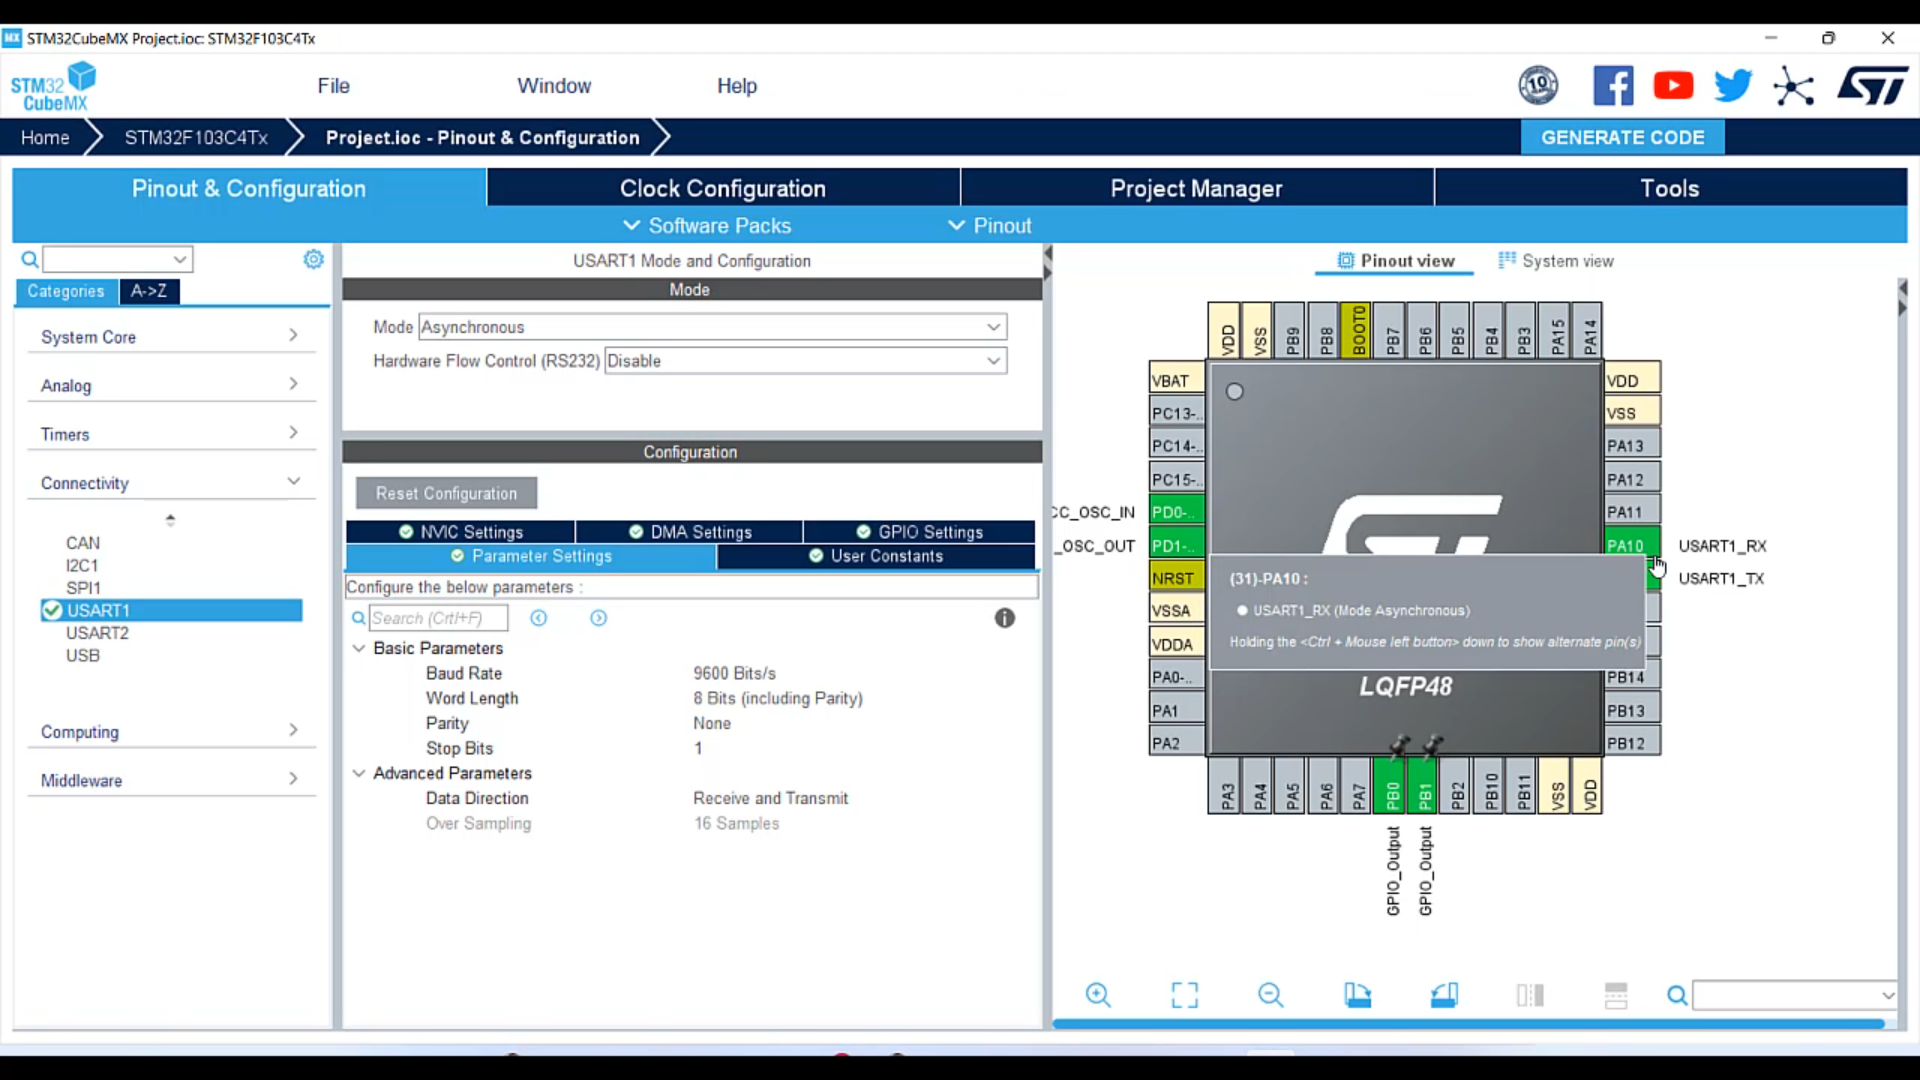 MX STM32CubeMX Project.ioc: STM32F103C4Tx
STM32
CubeMX
File
Window
Help
10
Home
STM32F103C4Tx
Project.ioc - Pinout & Configuration
GENERATE CODE
Pinout & Configuration
Clock Configuration
Project Manager
Tools
Software Packs
Pinout
Categories
A->Z
System Core
Analog
Timers
Connectivity
CAN
I2C1
SPI1
USART1
USART2
USB
Computing
Middleware
USART1 Mode and Configuration
Mode
Mode Asynchronous
Hardware Flow Control (RS232) Disable
Configuration
Reset Configuration
NVIC Settings
DMA Settings
GPIO Settings
Parameter Settings
User Constants
Configure the below parameters :
Search (Crtl+F)
Basic Parameters
Baud Rate 9600 Bits/s
Word Length 8 Bits (including Parity)
Parity None
Stop Bits 1
Advanced Parameters
Data Direction Receive and Transmit
Over Sampling 16 Samples
Pinout view
System view
VDD
VSS
PB9
PB8
BOOT0
PB7
PB6
PB5
PB4
PB3
PA15
PA14
VBAT
PC13-..
PC14-..
PC15-..
CC_OSC_IN PD0-..
_OSC_OUT PD1-..
NRST
VSSA
VDDA
PA0-..
PA1
PA2
VDD
VSS
PA13
PA12
PA11
PA10 USART1_RX
USART1_TX
PB14
PB13
PB12
(31)-PA10 :
USART1_RX (Mode Asynchronous)
Holding the <Ctrl + Mouse left button> down to show alternate pin(s)
LQFP48
PA3
PA4
PA5
PA6
PA7
PB0
PB1
PB2
PB10
PB11
VSS
VDD
GPIO_Output
GPIO_Output